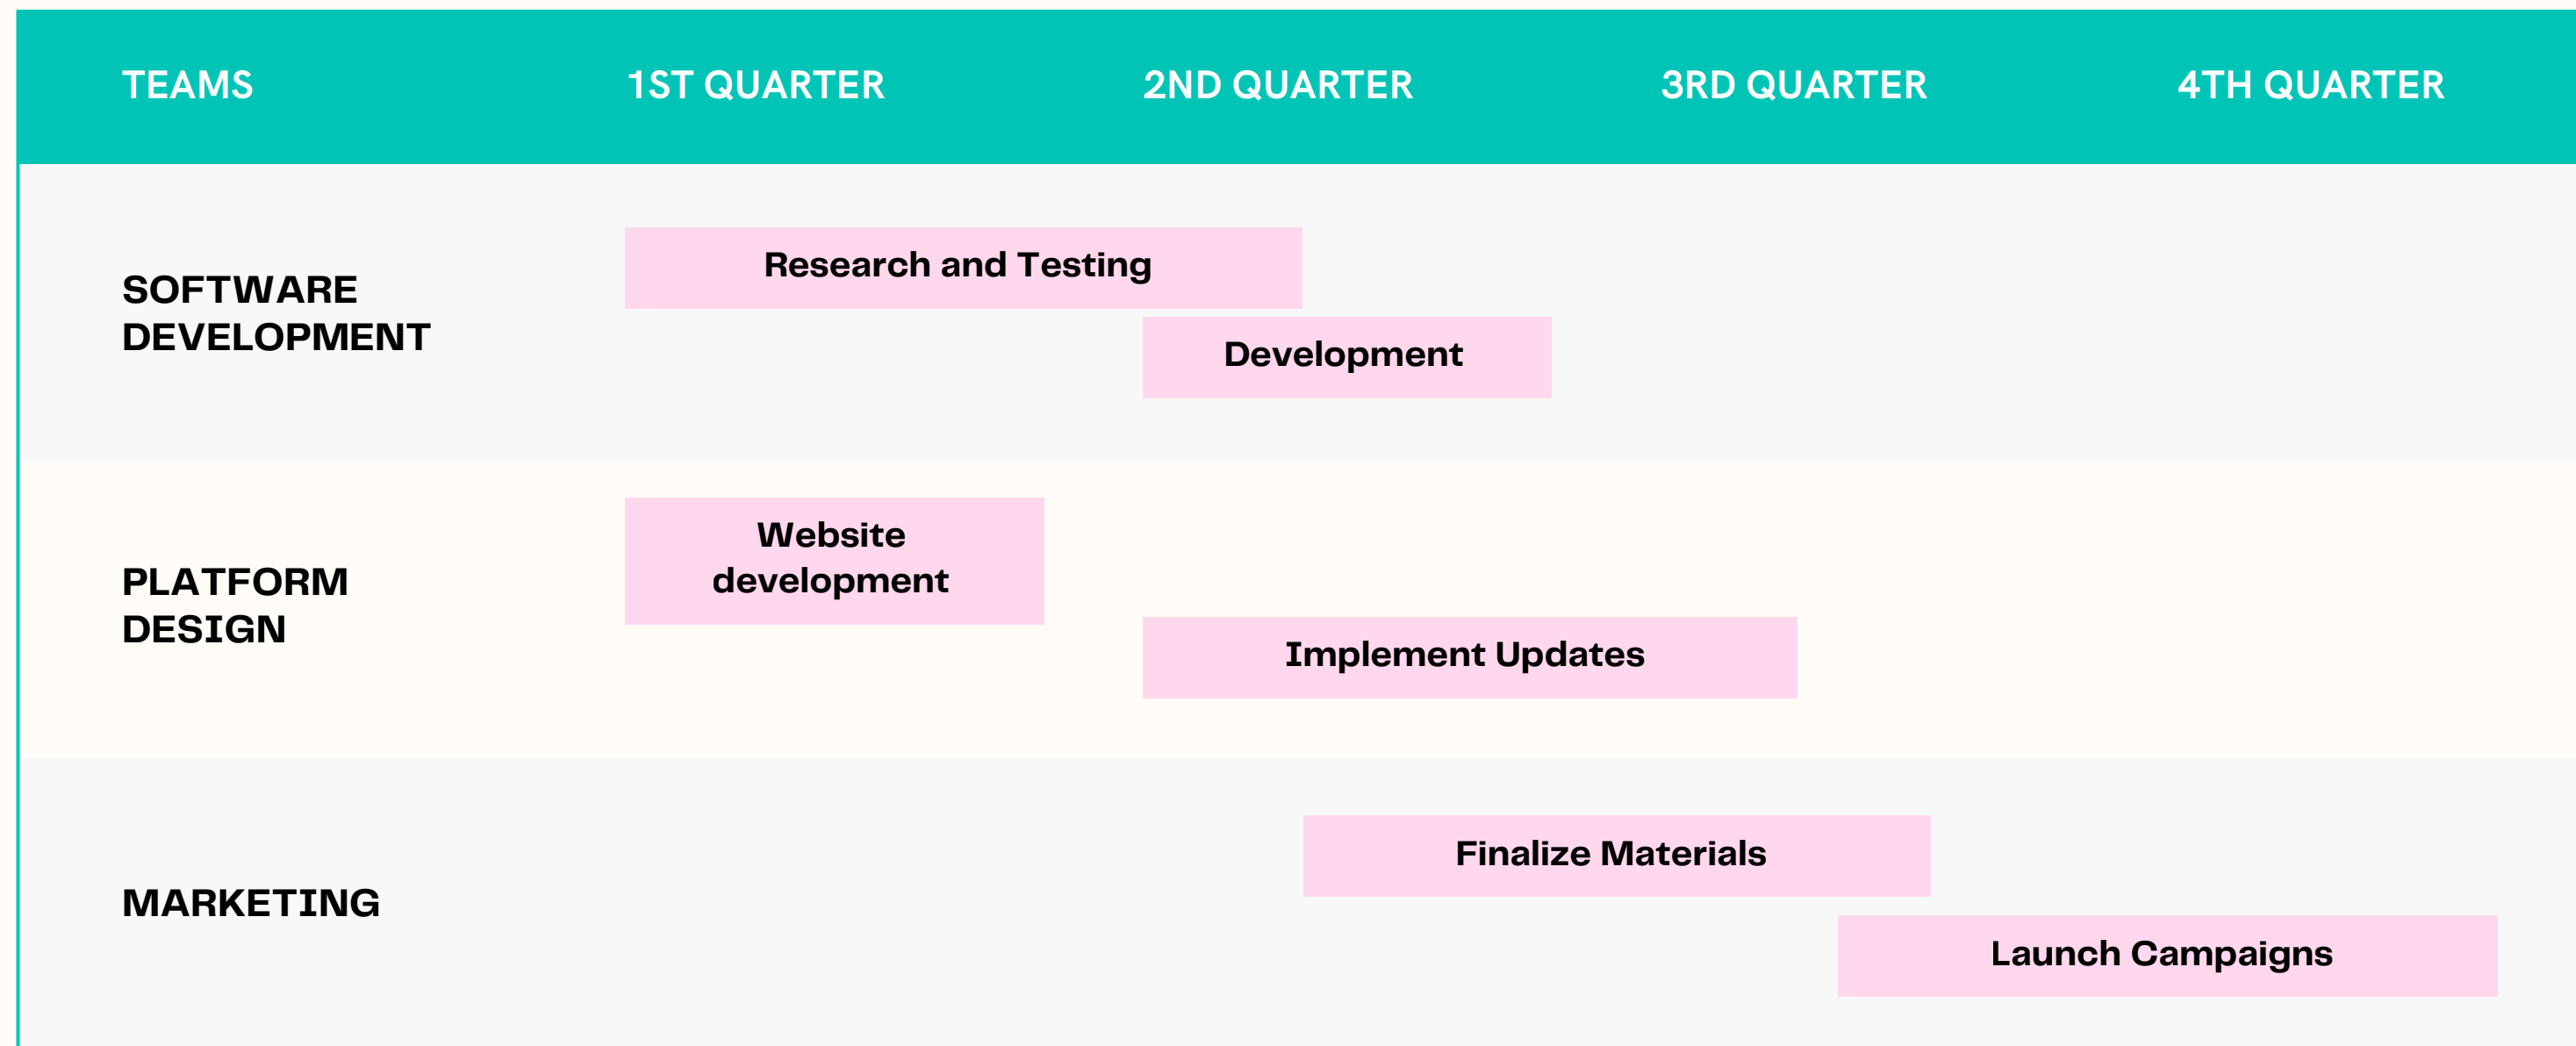 TEAMS 1ST QUARTER 2ND QUARTER 3RD QUARTER 4TH QUARTER
SOFTWARE
DEVELOPMENT
Research and Testing
Development
PLATFORM
DESIGN
Website
development
Implement Updates
MARKETING
Finalize Materials
Launch Campaigns